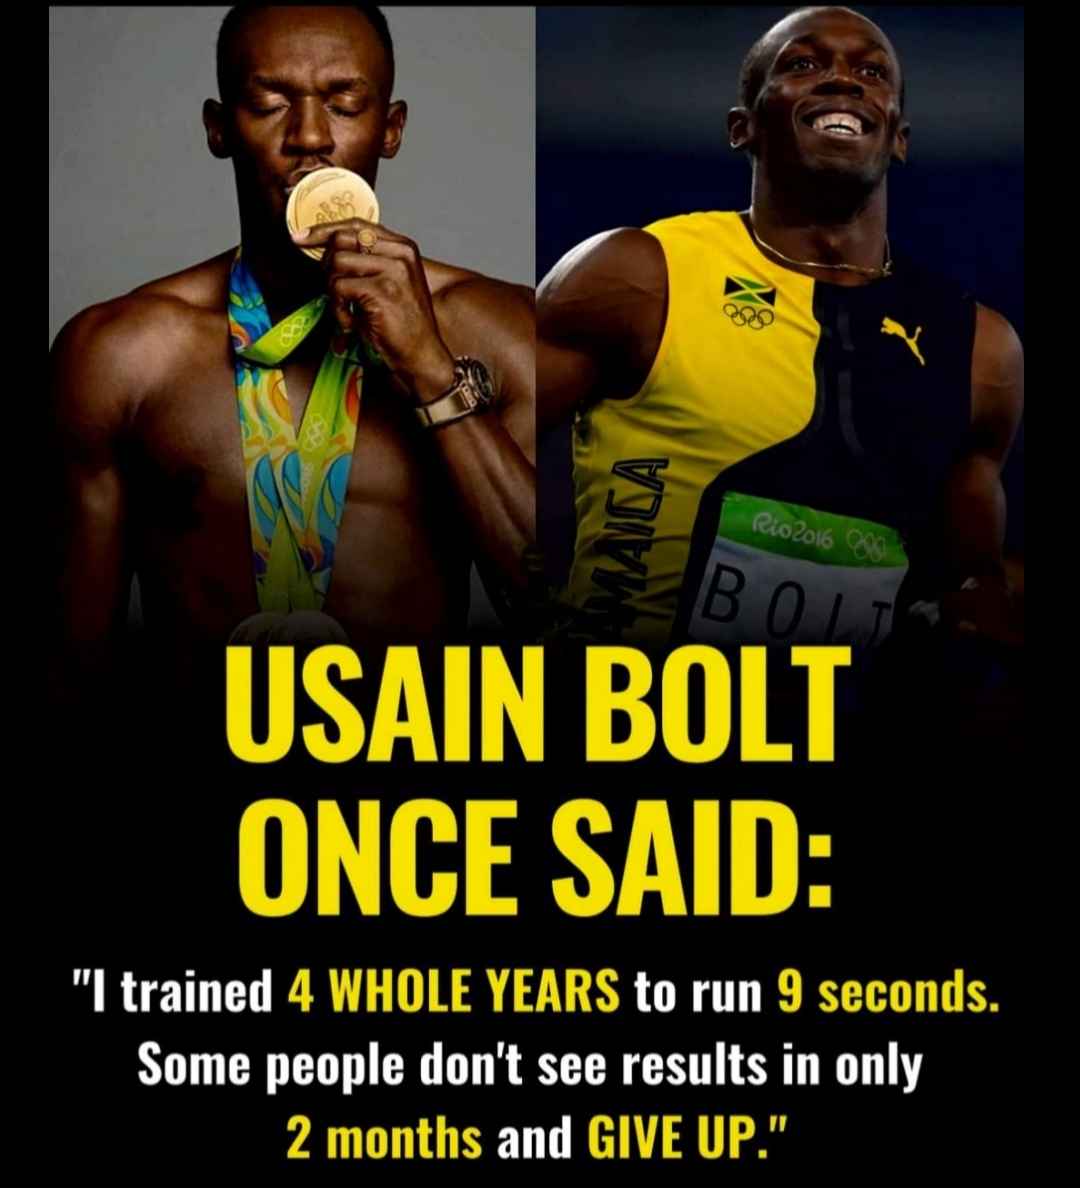 JAMAICA
Rio2016
BOLT
USAIN BOLT
ONCE SAID:
"I trained 4 WHOLE YEARS to run 9 seconds.
Some people don't see results in only
2 months and GIVE UP."